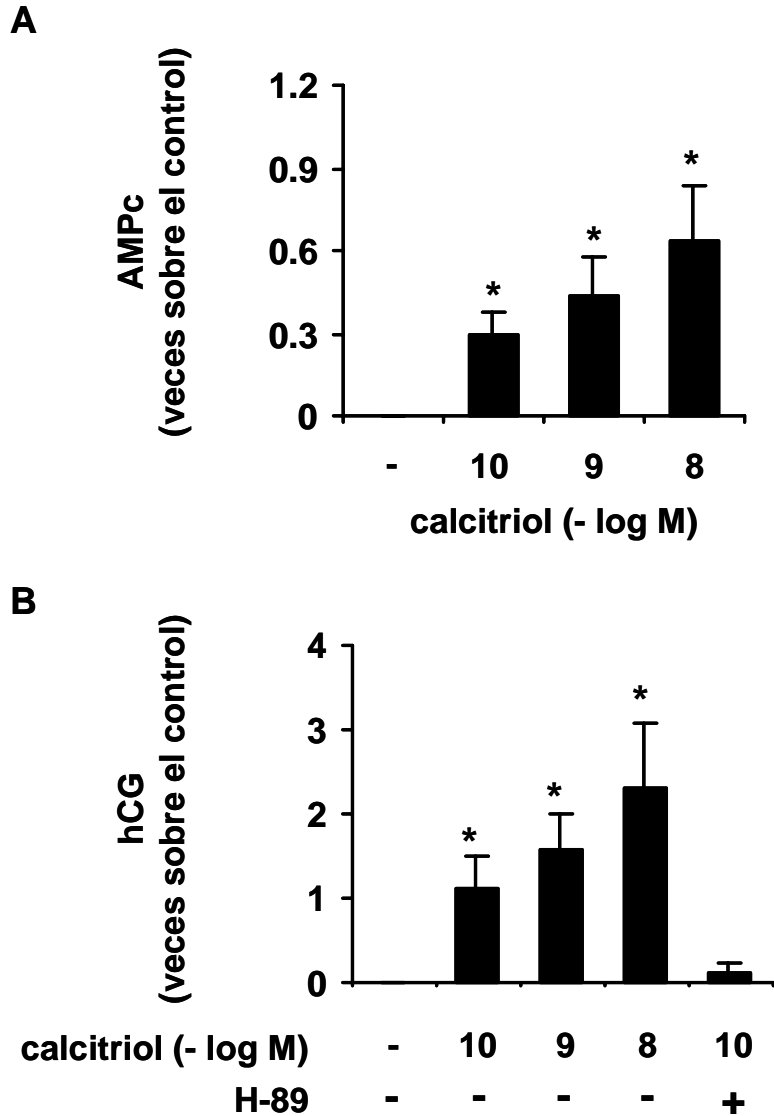 A
AMPc
(veces sobre el control)
1.2
0.9
0.6
0.3
0
* * *
- 10 9 8
calcitriol (- log M)
B
hCG
(veces sobre el control)
4
3
2
1
0
* * *
calcitriol (- log M) - 10 9 8 10
H-89 - - - - +